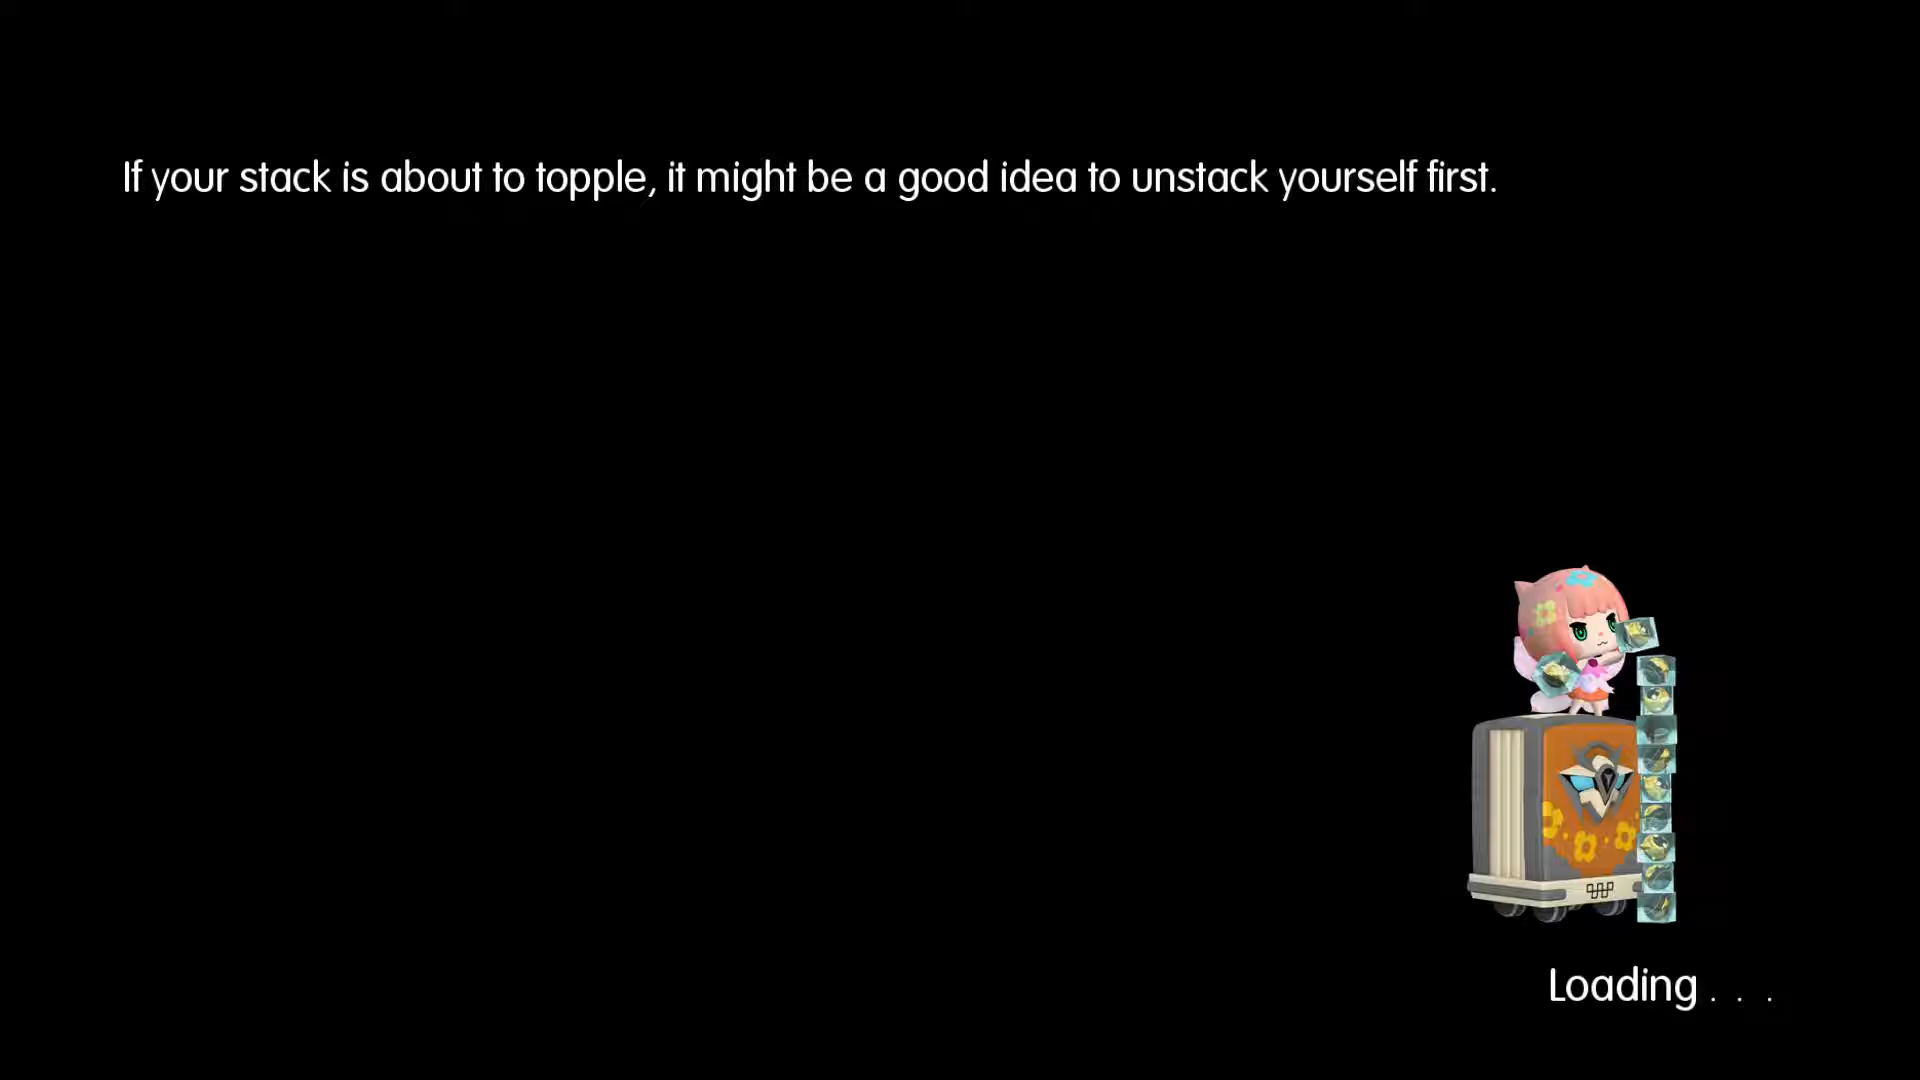 If your stack is about to topple, it might be a good idea to unstack yourself first.
Loading . . .